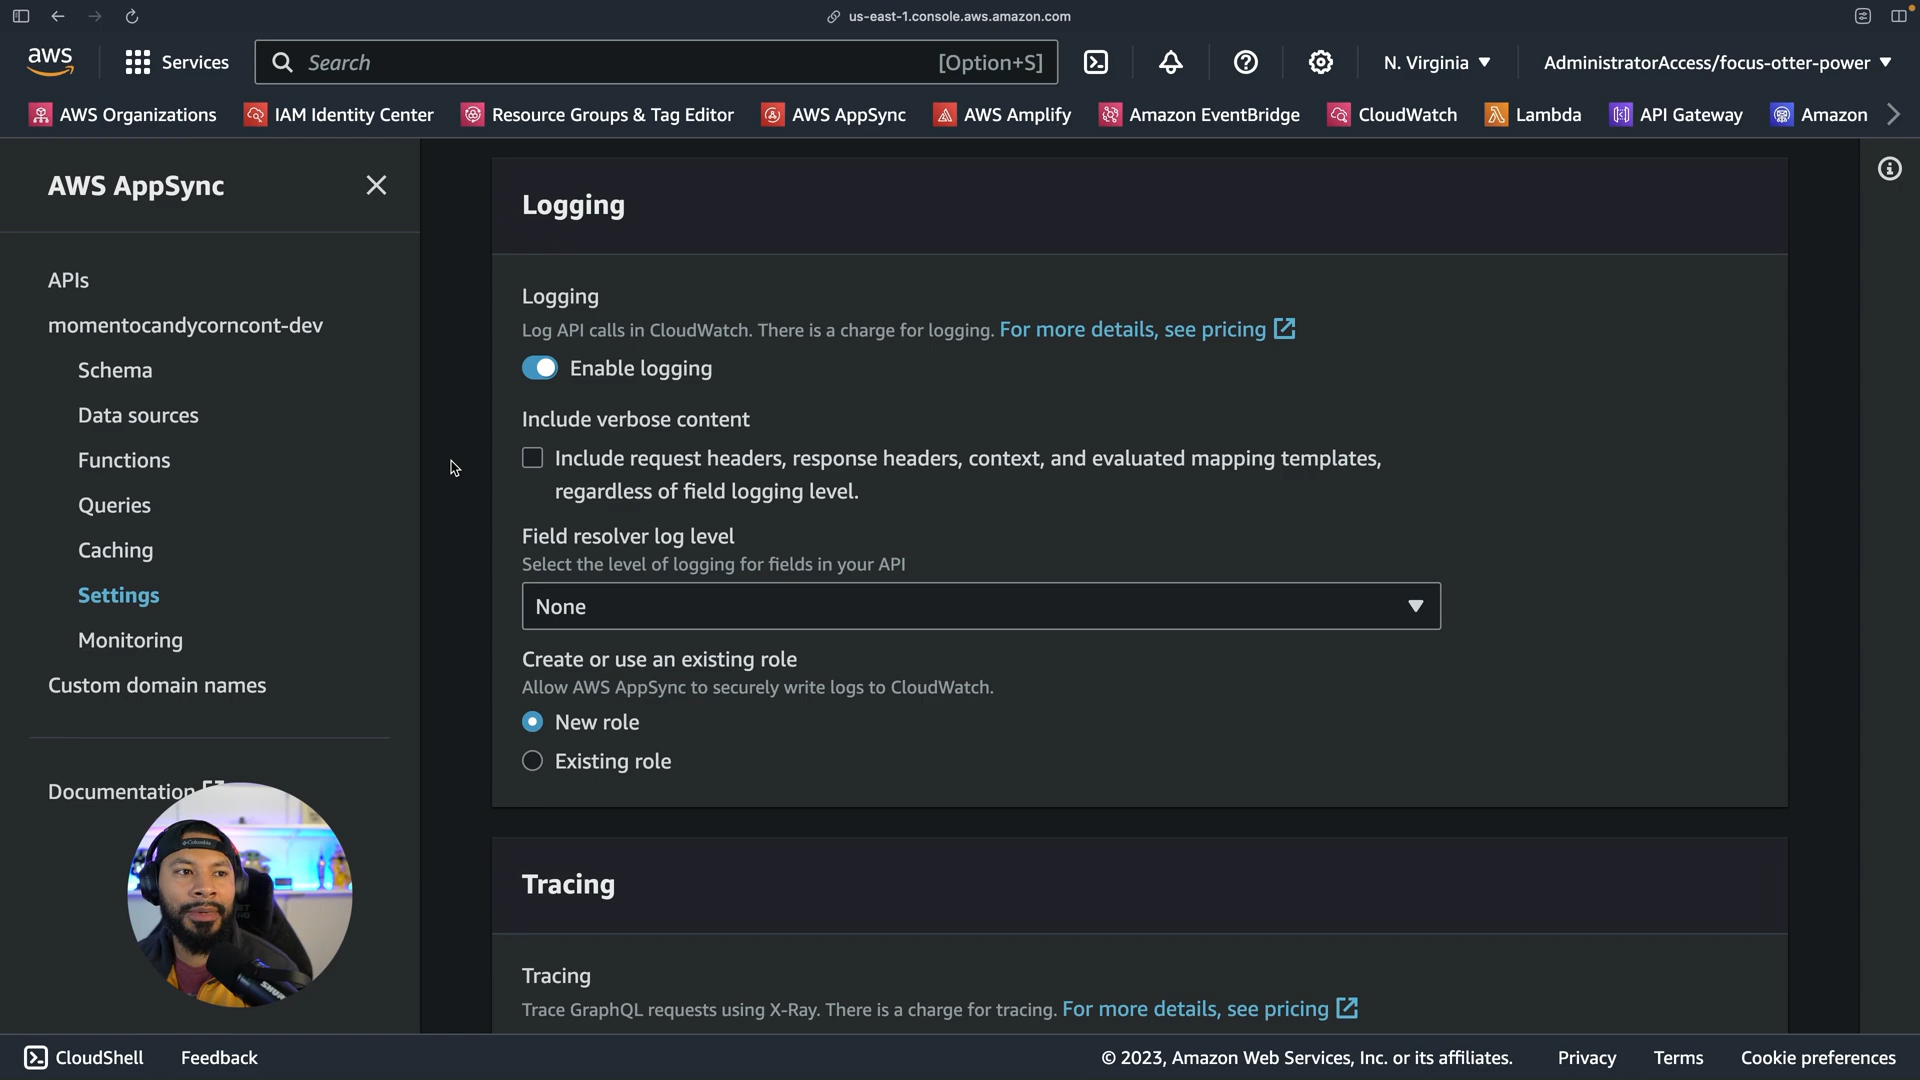 us-east-1.console.aws.amazon.com
aws
Services
Search
[Option+S]
N. Virginia
AdministratorAccess/focus-otter-power
AWS Organizations
IAM Identity Center
Resource Groups & Tag Editor
AWS AppSync
AWS Amplify
Amazon EventBridge
CloudWatch
Lambda
API Gateway
Amazon
AWS AppSync
APIs
momentocandycorncont-dev
Schema
Data sources
Functions
Queries
Caching
Settings
Monitoring
Custom domain names
Documentation
Columbia
SHURE
Logging
Logging
Log API calls in CloudWatch. There is a charge for logging. For more details, see pricing
Enable logging
Include verbose content
Include request headers, response headers, context, and evaluated mapping templates,
regardless of field logging level.
Field resolver log level
Select the level of logging for fields in your API
None
Create or use an existing role
Allow AWS AppSync to securely write logs to CloudWatch.
New role
Existing role
Tracing
Tracing
Trace GraphQL requests using X-Ray. There is a charge for tracing. For more details, see pricing
CloudShell
Feedback
© 2023, Amazon Web Services, Inc. or its affiliates.
Privacy
Terms
Cookie preferences